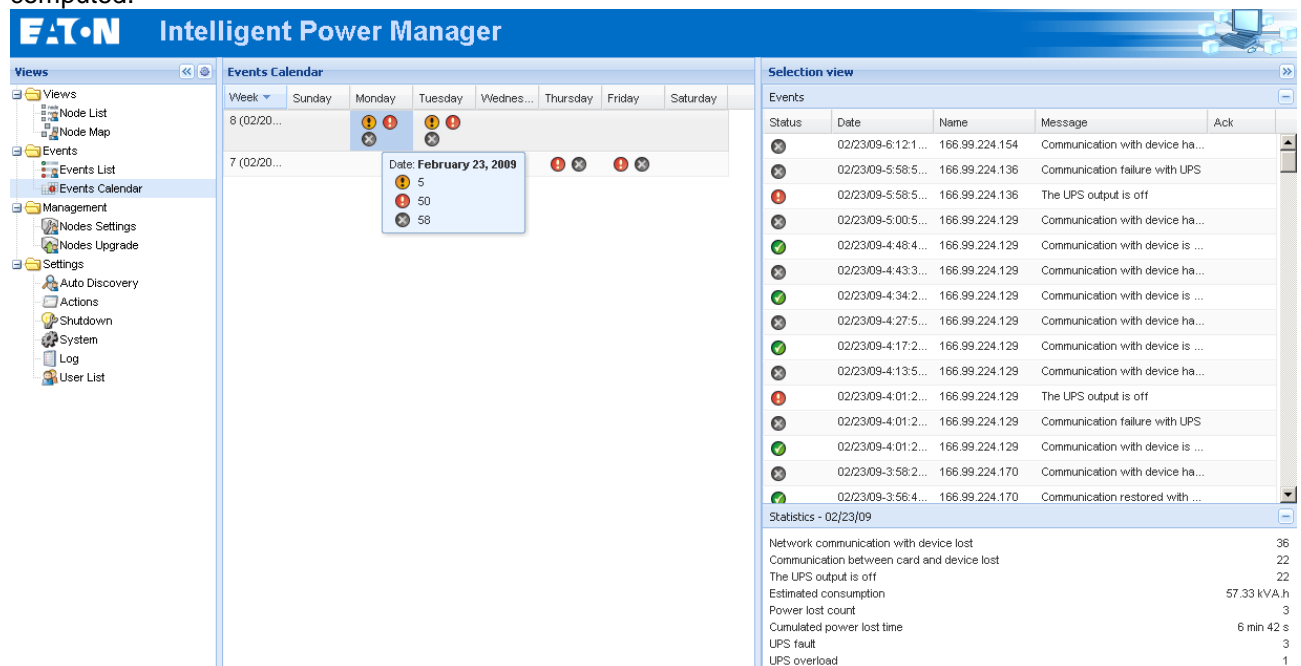 computed.
EATON Intelligent Power Manager
Views
Views
Node List
Node Map
Events
Events List
Events Calendar
Management
Nodes Settings
Nodes Upgrade
Settings
Auto Discovery
Actions
Shutdown
System
Log
User List
Events Calendar
Week Sunday Monday Tuesday Wednes... Thursday Friday Saturday
8 (02/20...
7 (02/20...
Date: February 23, 2009
5
50
58
Selection view
Events
Status Date Name Message Ack
02/23/09-6:12:1... 166.99.224.154 Communication with device ha...
02/23/09-5:58:5... 166.99.224.136 Communication failure with UPS
02/23/09-5:58:5... 166.99.224.136 The UPS output is off
02/23/09-5:00:5... 166.99.224.129 Communication with device ha...
02/23/09-4:48:4... 166.99.224.129 Communication with device is ...
02/23/09-4:43:3... 166.99.224.129 Communication with device ha...
02/23/09-4:34:2... 166.99.224.129 Communication with device is ...
02/23/09-4:27:5... 166.99.224.129 Communication with device ha...
02/23/09-4:17:2... 166.99.224.129 Communication with device is ...
02/23/09-4:13:5... 166.99.224.129 Communication with device ha...
02/23/09-4:01:2... 166.99.224.129 The UPS output is off
02/23/09-4:01:2... 166.99.224.129 Communication failure with UPS
02/23/09-4:01:2... 166.99.224.129 Communication with device is ...
02/23/09-3:58:2... 166.99.224.170 Communication with device ha...
02/23/09-3:56:4... 166.99.224.170 Communication restored with ...
Statistics - 02/23/09
Network communication with device lost 36
Communication between card and device lost 22
The UPS output is off 22
Estimated consumption 57.33 kVA.h
Power lost count 3
Cumulated power lost time 6 min 42 s
UPS fault 3
UPS overload 1